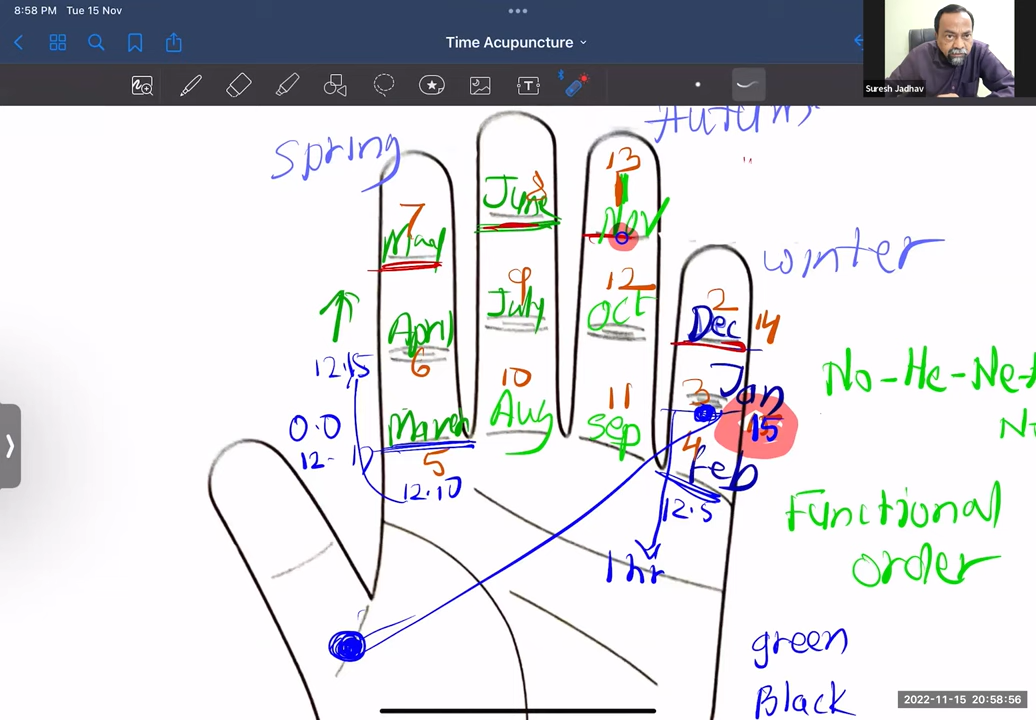 8:58 PM Tue 15 Nov
Time Acupuncture
Suresh Jadhav
Spring
Autums
winter
7
May
April
6
March
5
12.15
0.0
12.
12.10
8
June
9
July
10
Aug
13
Nov
12
Oct
11
Sep
2
Dec
14
3
Jan
15
4
Feb
12.5
1 hr
No-He-Ne-
Functional
order
green
Black
2022-11-15 20:58:56